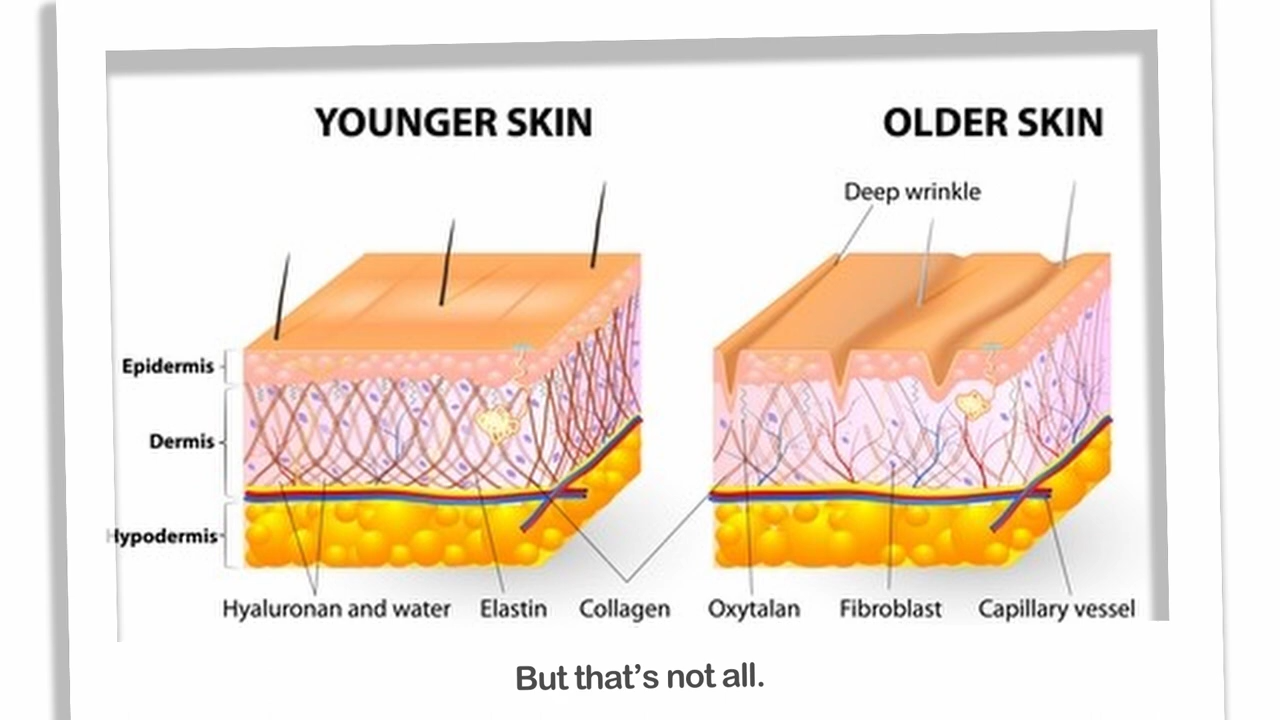 YOUNGER SKIN
OLDER SKIN
Deep wrinkle
Epidermis
Dermis
Hypodermis
Hyaluronan and water
Elastin
Collagen
Oxytalan
Fibroblast
Capillary vessel
But that's not all.